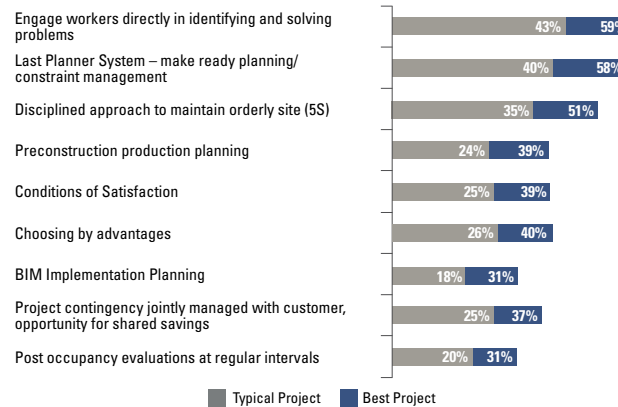 Engage workers directly in identifying and solving
problems
43% 59%
Last Planner System – make ready planning/
constraint management
40% 58%
Disciplined approach to maintain orderly site (5S)
35% 51%
Preconstruction production planning
24% 39%
Conditions of Satisfaction
25% 39%
Choosing by advantages
26% 40%
BIM Implementation Planning
18% 31%
Project contingency jointly managed with customer,
opportunity for shared savings
25% 37%
Post occupancy evaluations at regular intervals
20% 31%
Typical Project Best Project